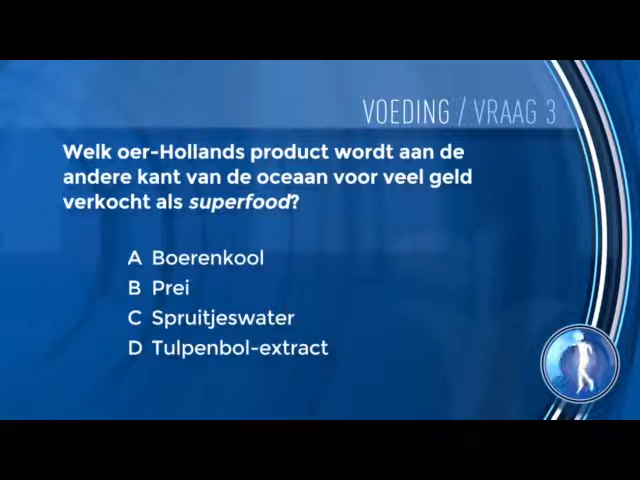 VOEDING / VRAAG 3
Welk oer-Hollands product wordt aan de
andere kant van de oceaan voor veel geld
verkocht als superfood?
A Boerenkool
B Prei
C Spruitjeswater
D Tulpenbol-extract